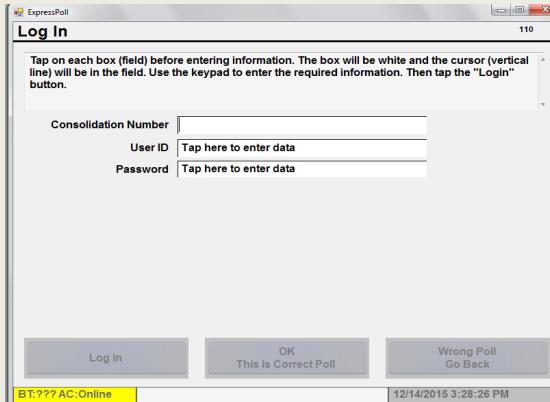 ExpressPoll
Log In
110
Tap on each box (field) before entering information. The box will be white and the cursor (vertical
line) will be in the field. Use the keypad to enter the required information. Then tap the "Login"
button.
Consolidation Number
User ID Tap here to enter data
Password Tap here to enter data
Log In
OK
This is Correct Poll
Wrong Poll
Go Back
BT:??? AC:Online
12/14/2015 3:28:26 PM